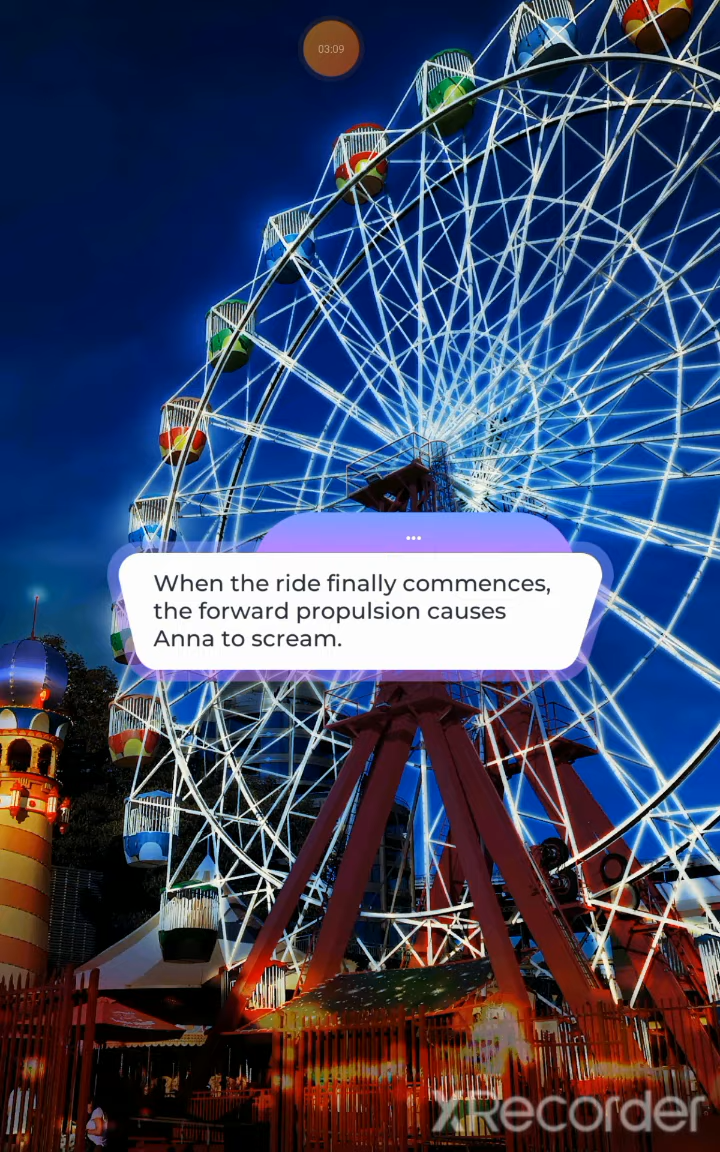 03:09
...
When the ride finally commences,
the forward propulsion causes
Anna to scream.
XRecorder